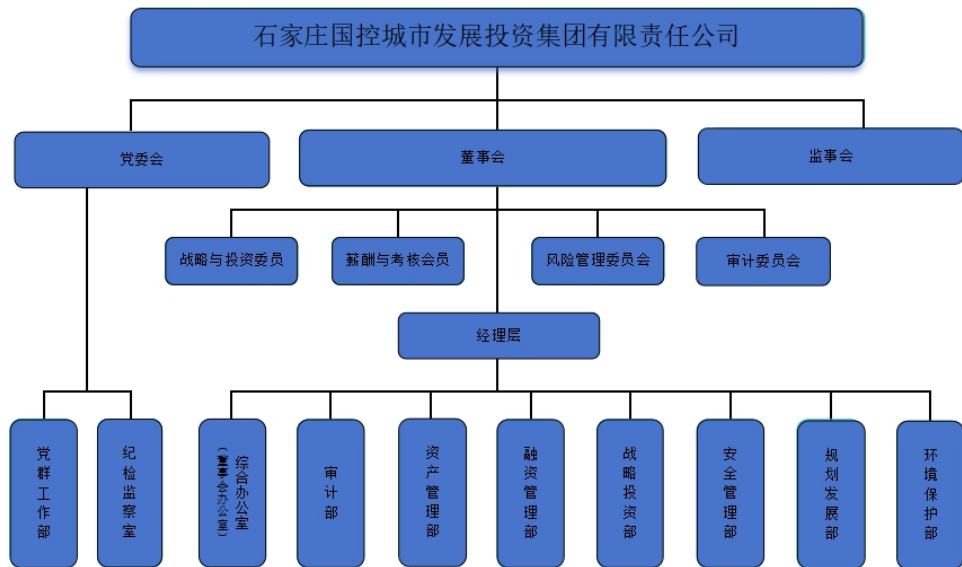 石家庄国控城市发展投资集团有限责任公司
党委会
董事会
监事会
战略与投资委员
薪酬与考核会员
风险管理委员会
审计委员会
经理层
党群工作部
纪检监察室
综合办公室
(董事会办公室)
审计部
资产管理部
融资管理部
战略投资部
安全管理部
规划发展部
环境保护部